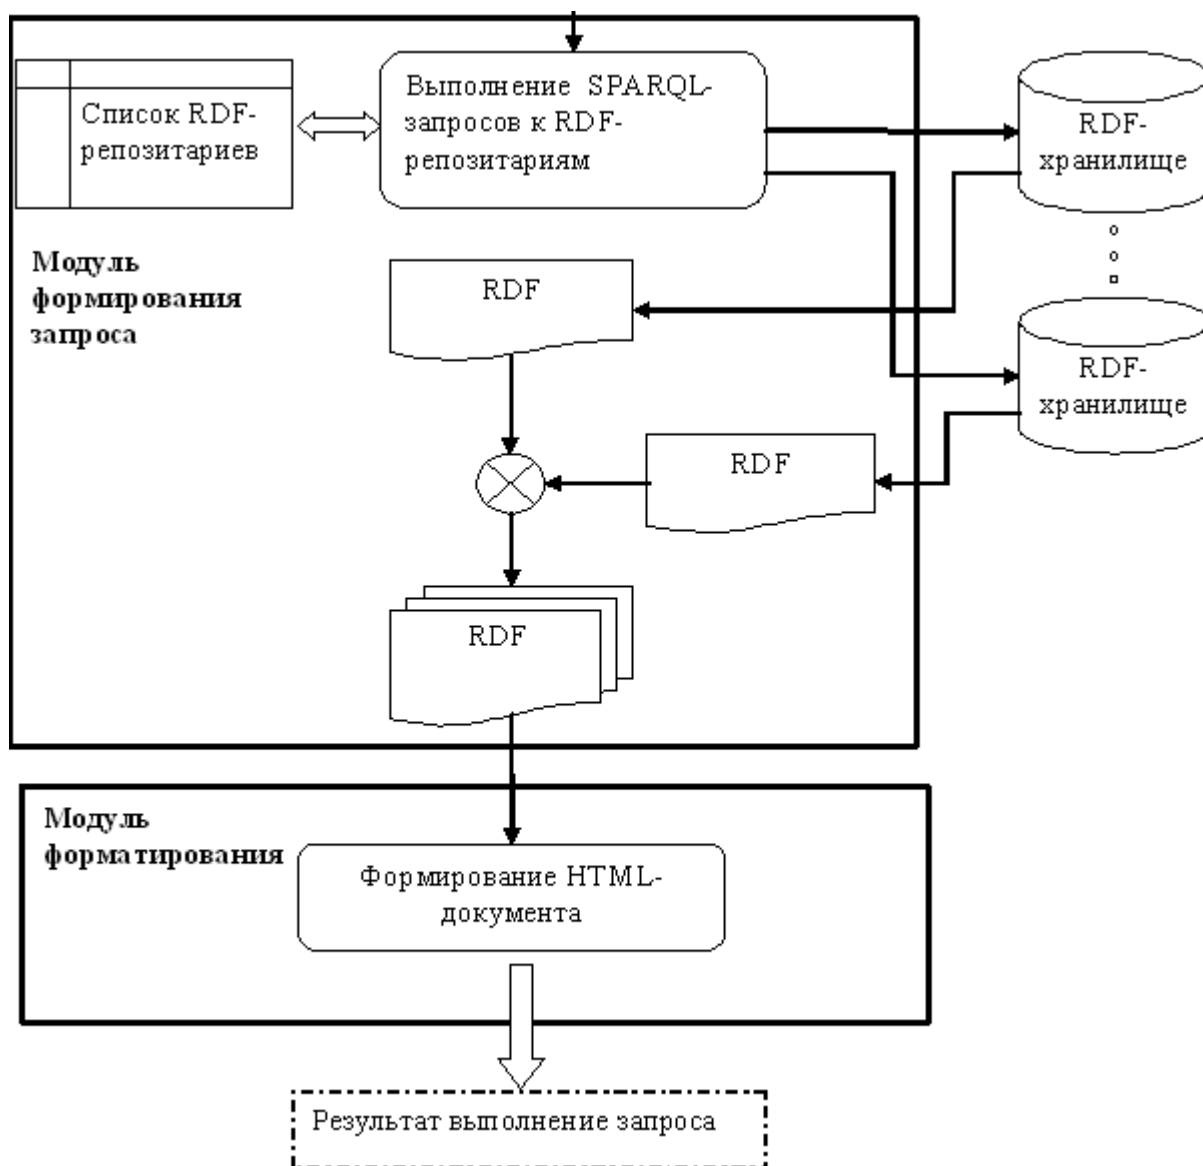 Выполнение SPARQL-
запросов к RDF-
репозитариям
Список RDF-
репозитариев
RDF-
хранилище
Модуль
формирования
запроса
RDF
RDF-
хранилище
RDF
RDF
Модуль
форматирования
Формирование HTML-
документа
Результат выполнение запроса